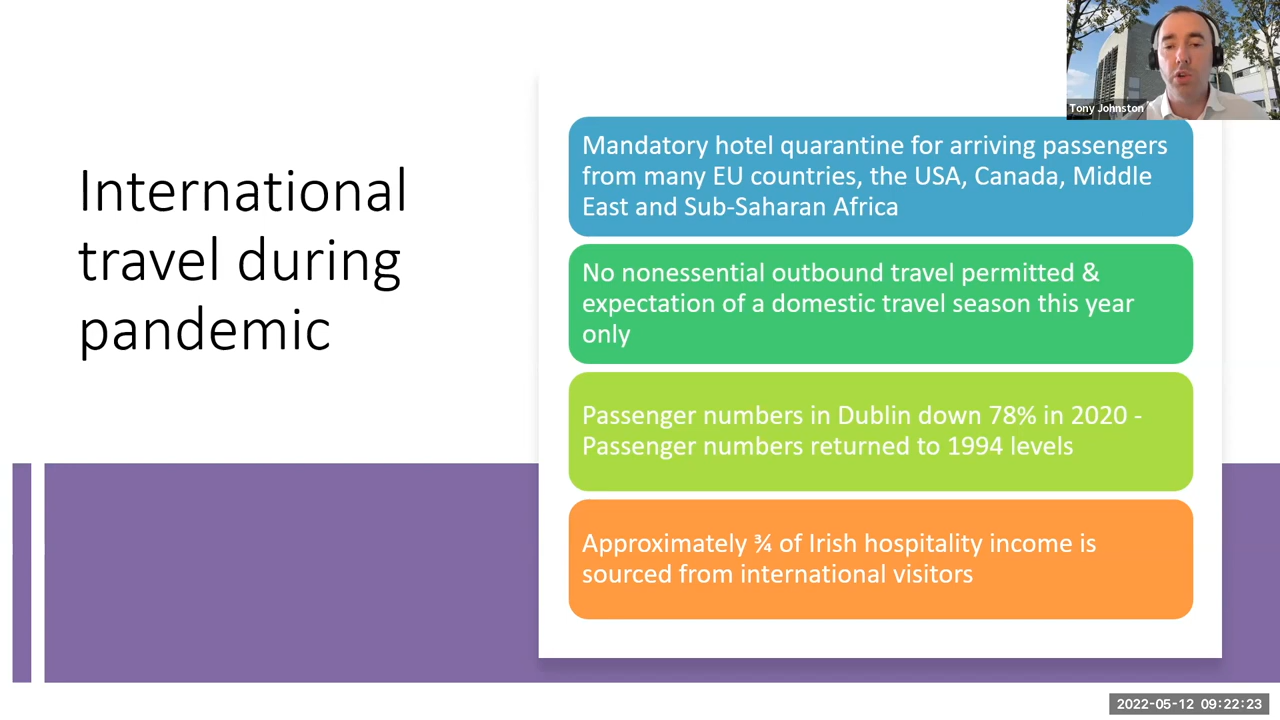 International
travel during
pandemic
Tony Johnston
Mandatory hotel quarantine for arriving passengers
from many EU countries, the USA, Canada, Middle
East and Sub-Saharan Africa
No nonessential outbound travel permitted &
expectation of a domestic travel season this year
only
Passenger numbers in Dublin down 78% in 2020 -
Passenger numbers returned to 1994 levels
Approximately ¾ of Irish hospitality income is
sourced from international visitors
2022-05-12 09:22:23